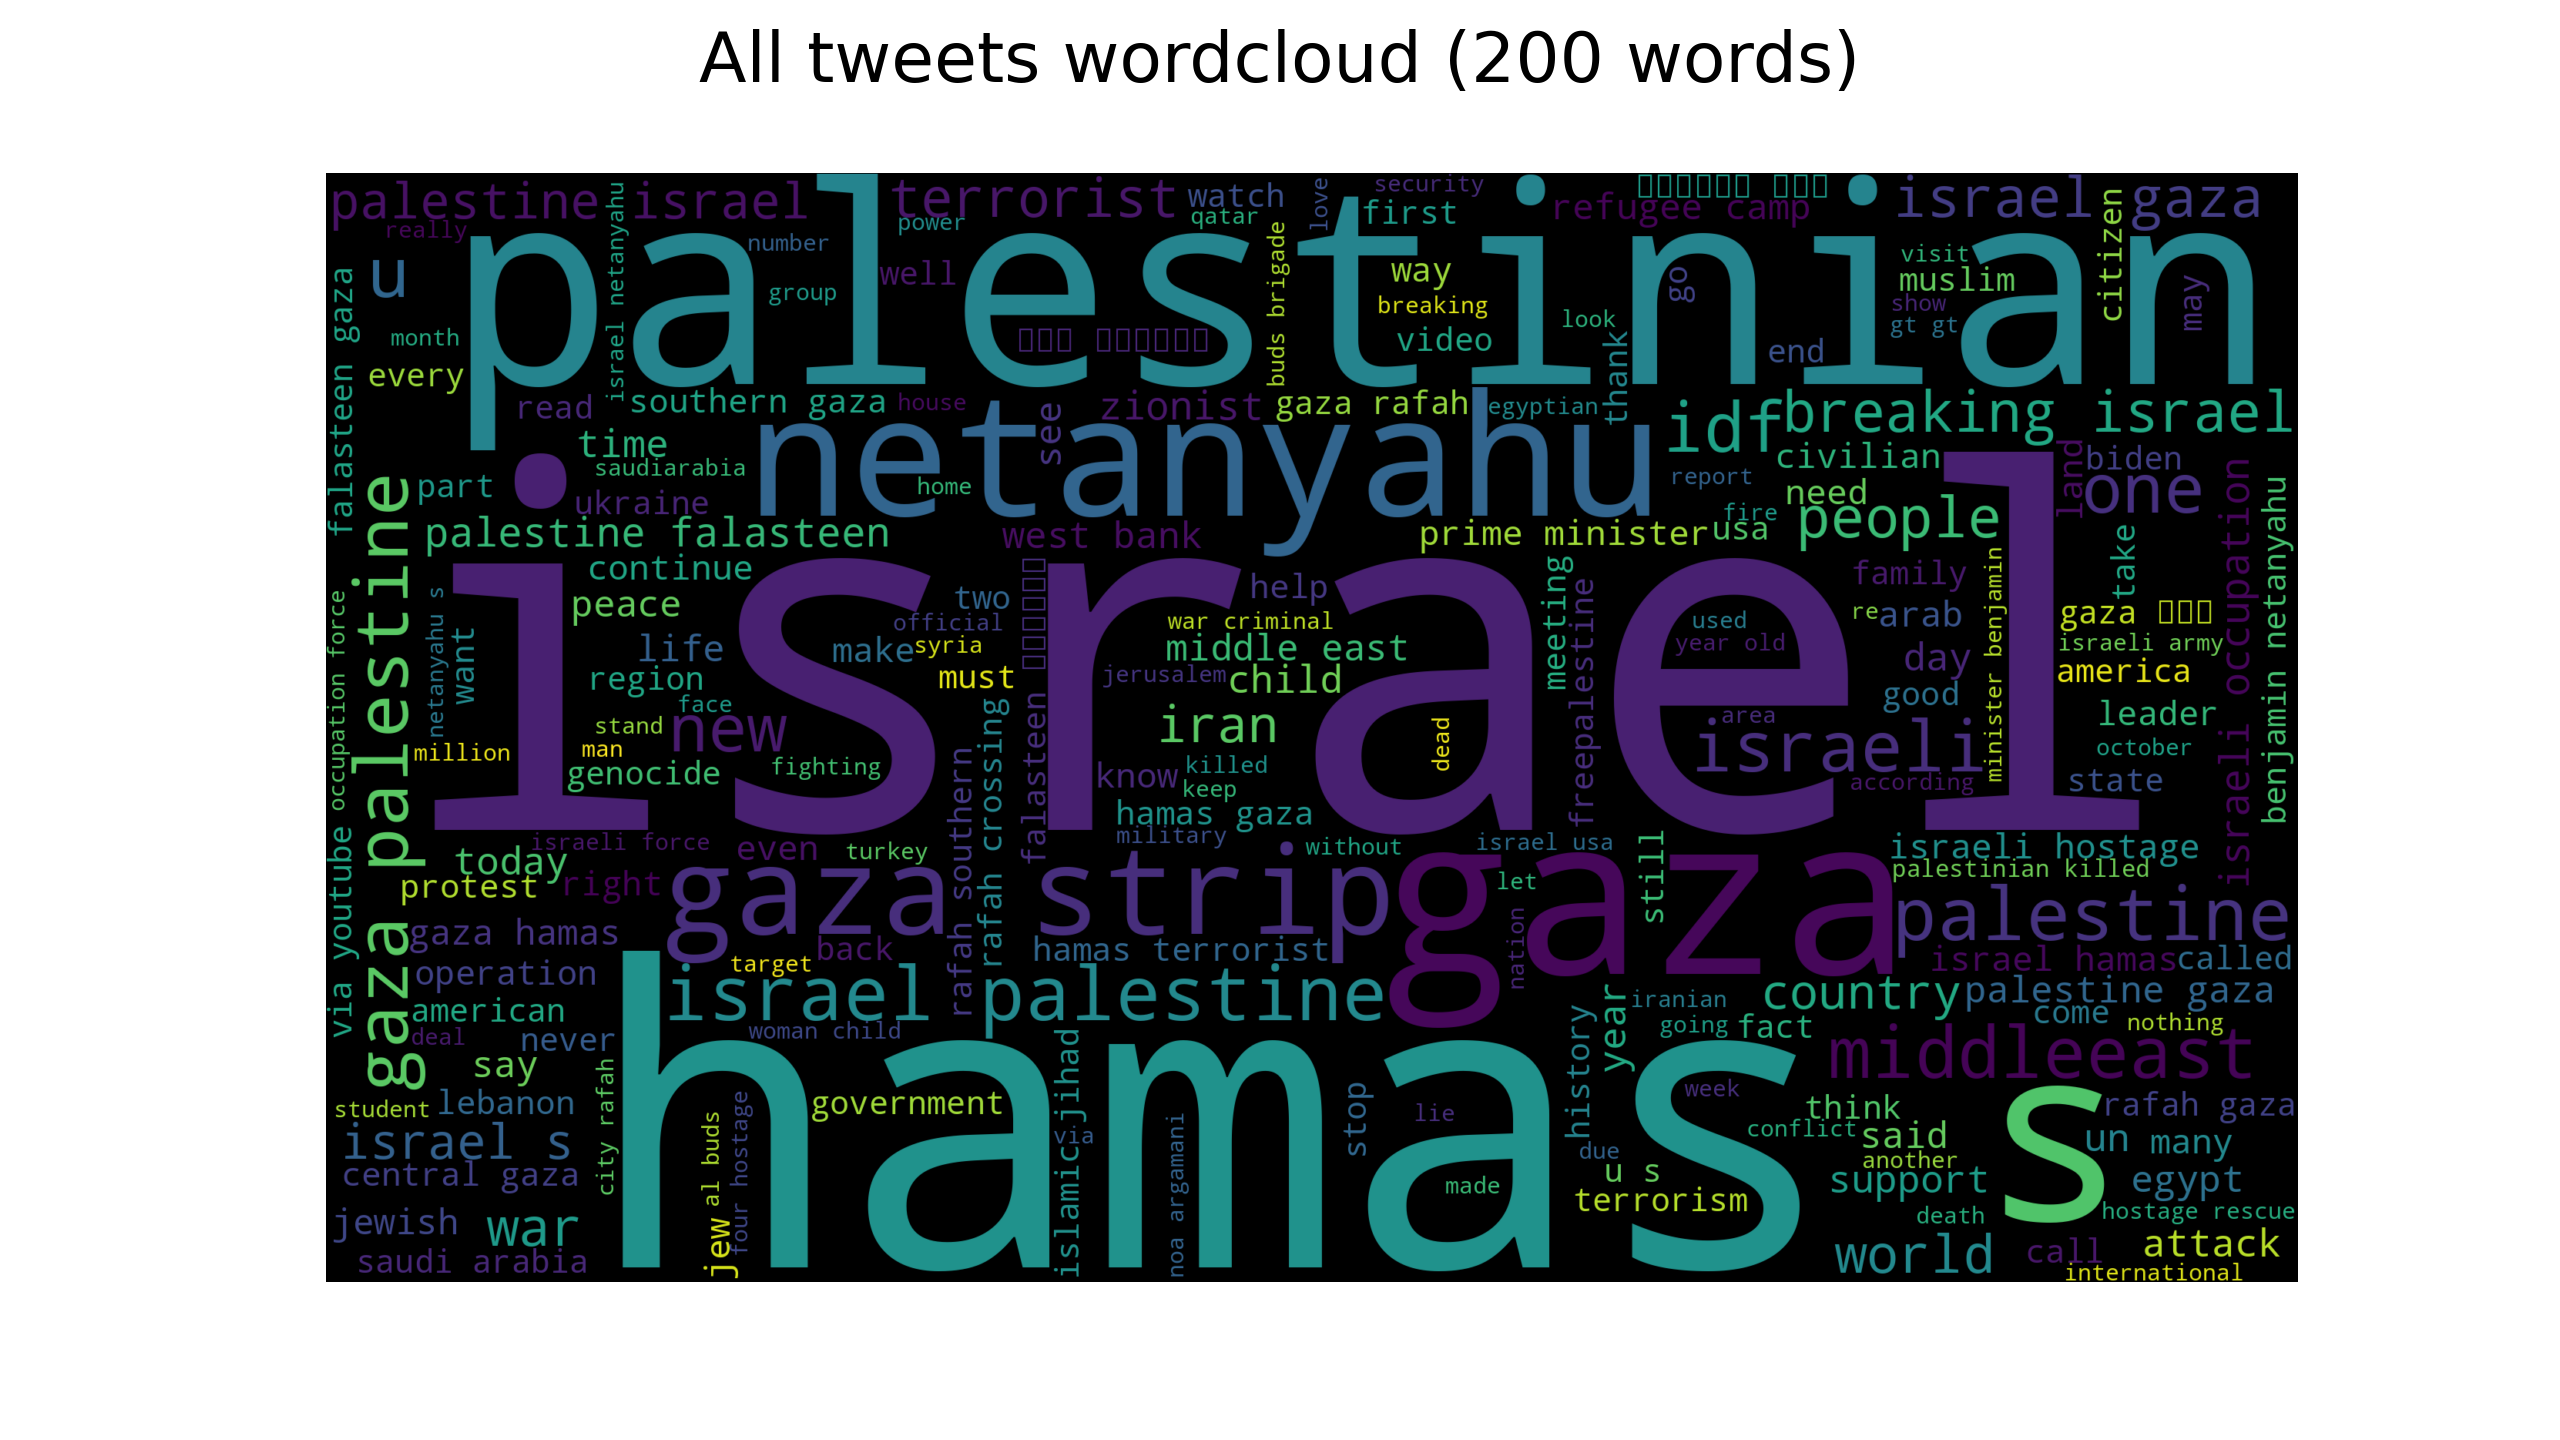 All tweets wordcloud (200 words)
palestine israel
terrorist
watch
love
security
refugee camp
israel gaza
really
power
qatar
first
citizen
palestinian
u
israel netanyahu
number
well
buds brigade
way
go
visit
muslim
may
falasteen gaza
group
breaking
show
month
video
look
gt gt
every
thank
end
read
southern gaza
house
see
zionist
gaza rafah
egyptian
idf
breaking israel
time
netanyahu
civilian
land
biden
saudiarabia
part
home
report
need
one
gaza palestine
ukraine
fire
people
palestine falasteen
west bank
prime minister
usa
take
israeli occupation
benjamin netanyahu
continue
israel
help
meeting
freepalestine
family
minister benjamin
occupation force
netanyahu s
want
peace
two
official
war criminal
used
re
arab
gaza
life
make
syria
middle east
year old
day
israeli army
region
must
jerusalem
child
good
america
face
stand
new
rafah crossing
falasteen
iran
dead
area
israeli
leader
million
man
fighting
october
genocide
know
killed
according
state
keep
rafah southern
hamas gaza
military
israeli force
even
turkey
without
israel usa
still
israeli hostage
today
palestinian killed
via youtube
protest
right
gaza strip
let
gaza
palestine
gaza hamas
back
hamas terrorist
nation
israel hamas
called
operation
target
israel palestine
country
palestine gaza
american
iranian
come
deal
never
woman child
history
year
going
fact
nothing
say
middleeast
student
lebanon
city rafah
hamas
four hostage
government
islamicjihad
stop
lie
week
think
s
rafah gaza
israel s
al buds
via
noa argamani
conflict
said
un
many
central gaza
due
another
u s
made
support
egypt
jewish
war
jew
terrorism
death
hostage rescue
saudi arabia
world
call
attack
international